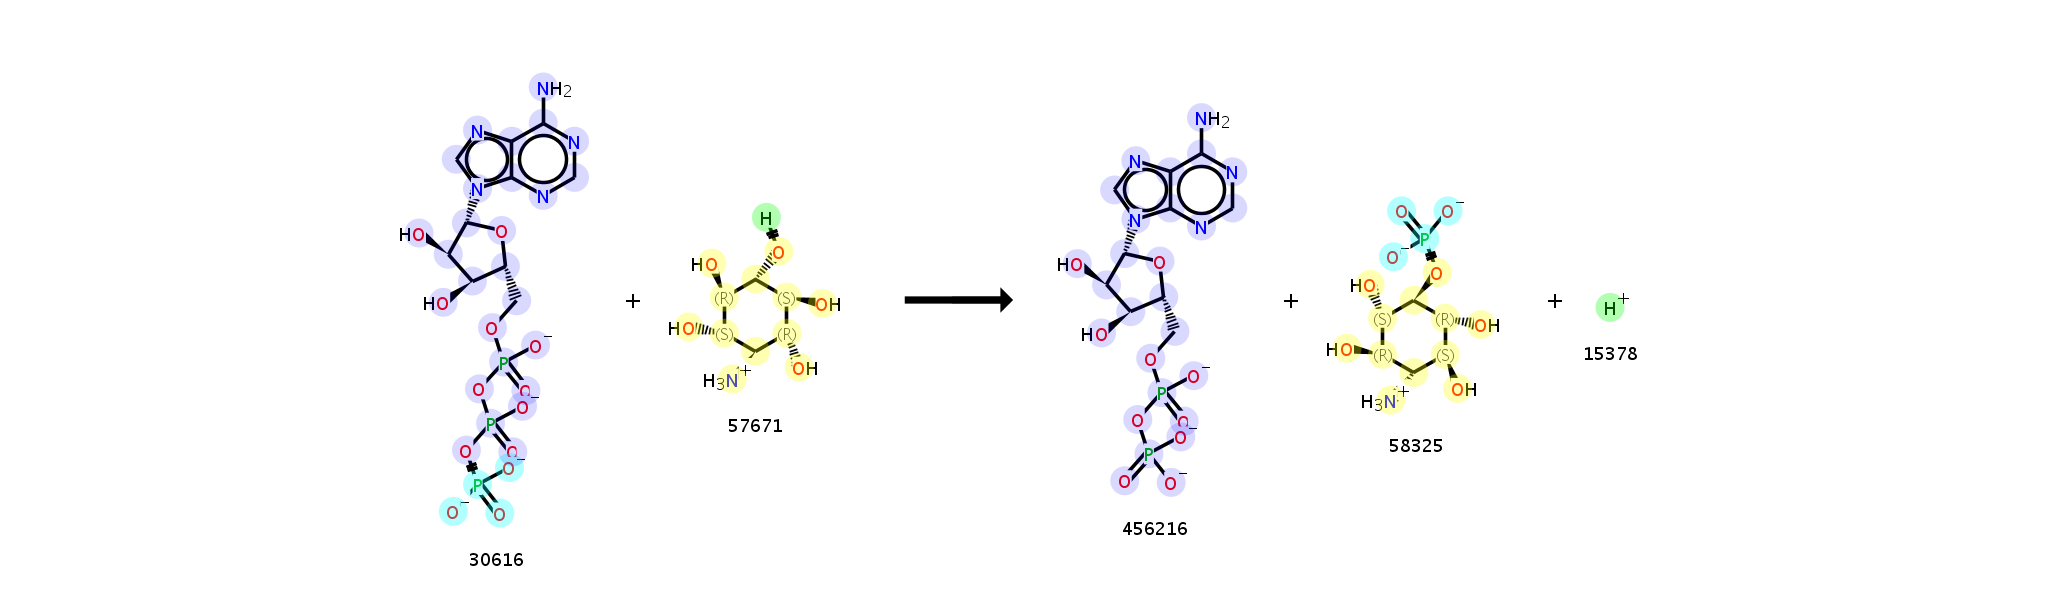 NH2
N
N
N
N
HO
O
HO
O
P
O−
O
O
P
O−
O
O
P
O−
O−
O
30616
+
H
O
HO
(R)
(S)
OH
HO
(S)
(R)
OH
H3N+
57671
+
NH2
N
N
N
N
HO
O
HO
O
P
O−
O
O
P
O−
O
O−
456216
+
O
O−
P
O−
O
HO
(S)
(R)
OH
HO
(R)
(S)
OH
H3N+
58325
+
H+
15378